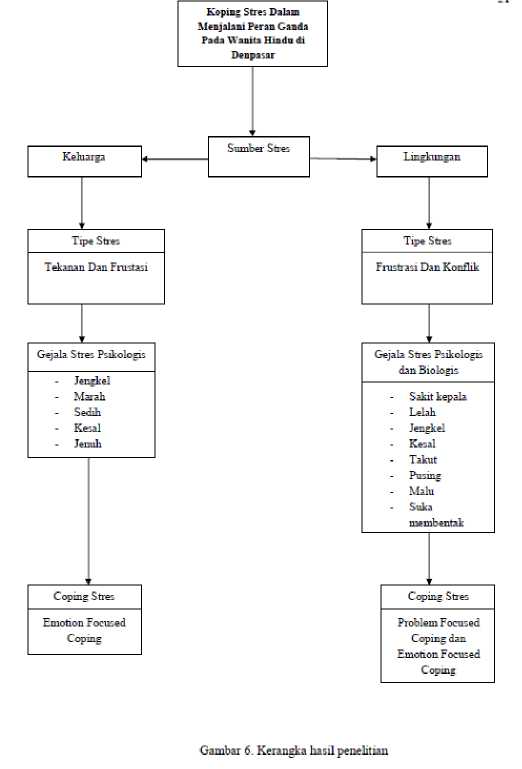 Koping Stres Dalam
Menjalani Peran Ganda
Pada Wanita Hindu di
Denpasar
Sumber Stres
Keluarga
Lingkungan
Tipe Stres
Tekanan Dan Frustasi
Tipe Stres
Frustrasi Dan Konflik
Gejala Stres Psikologis
- Jengkel
- Marah
- Sedih
- Kesal
- Jenuh
Gejala Stres Psikologis
dan Biologis
- Sakit kepala
- Lelah
- Jengkel
- Kesal
- Takut
- Pusing
- Malu
- Suka
membentak
Coping Stres
Emotion Focused
Coping
Coping Stres
Problem Focused
Coping dan
Emotion Focused
Coping
Gambar 6. Kerangka hasil penelitian